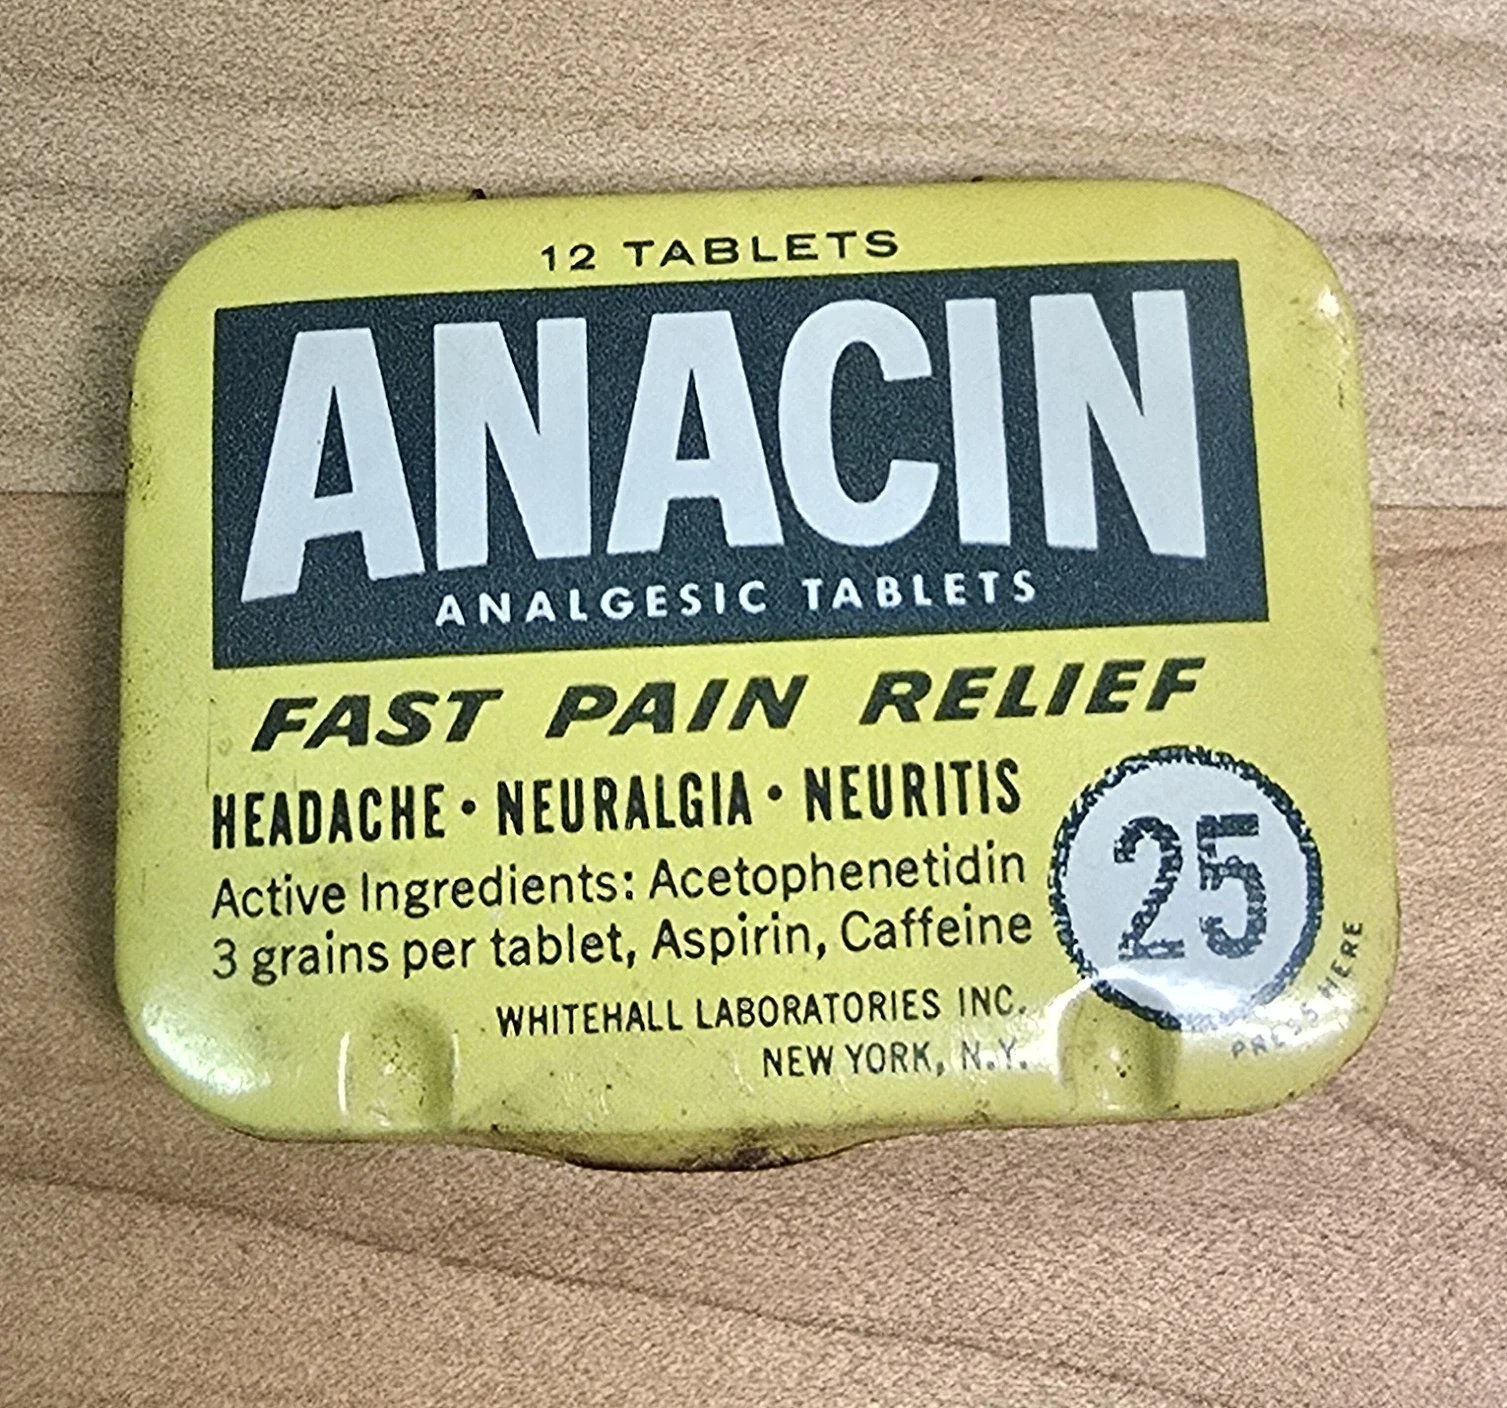 12 TABLETS
ANACIN
ANALGESIC TABLETS
FAST PAIN RELIEF
HEADACHE • NEURALGIA • NEURITIS
Active Ingredients: Acetophenetidin
3 grains per tablet, Aspirin, Caffeine
25
WHITEHALL LABORATORIES INC.
NEW YORK, N.Y.
PRESS HERE